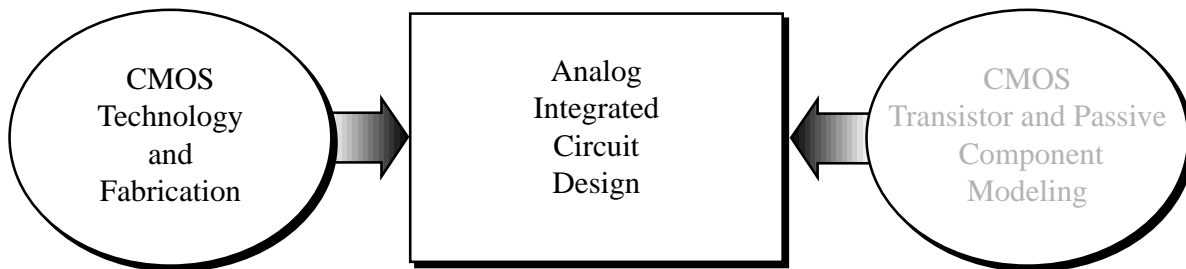 CMOS
Technology
and
Fabrication
Analog
Integrated
Circuit
Design
CMOS
Transistor and Passive
Component
Modeling